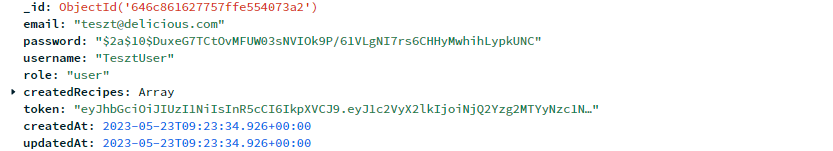 _id: ObjectId('646c861627757ffe554073a2')
email: "teszt@delicious.com"
password: "$2a$10$DuxeG7TCtOvMFUW03sNVIOk9P/61VLgNI7rs6CHHyMwhihLypkUNC"
username: "TesztUser"
role: "user"
createdRecipes: Array
token: "eyJhbGciOiJIUzI1NiIsInR5cCI6IkpXVCJ9.eyJ1c2VyX2lkIjoiNjQ2Yzg2MTYyNzc1N…"
createdAt: 2023-05-23T09:23:34.926+00:00
updatedAt: 2023-05-23T09:23:34.926+00:00